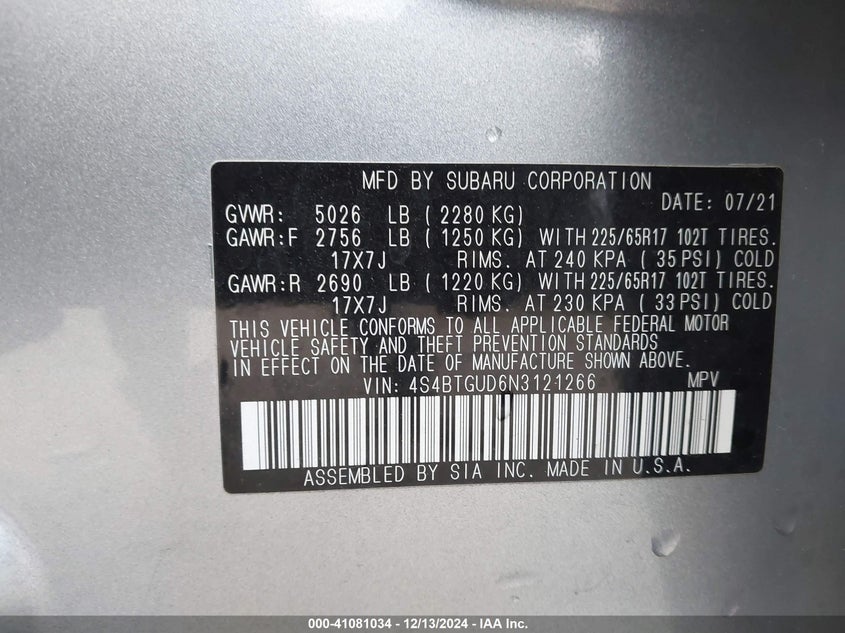 MFD BY SUBARU CORPORATION
DATE: 07/21
GVWR: 5026 LB ( 2280 KG)
GAWR:F 2756 LB ( 1250 KG) WITH 225/65R17 102T TIRES.
17X7J RIMS. AT 240 KPA ( 35 PSI) COLD
GAWR:R 2690 LB ( 1220 KG) WITH 225/65R17 102T TIRES.
17X7J RIMS. AT 230 KPA ( 33 PSI) COLD
THIS VEHICLE CONFORMS TO ALL APPLICABLE FEDERAL MOTOR
VEHICLE SAFETY AND THEFT PREVENTION STANDARDS
IN EFFECT ON THE DATE OF MANUFACTURE SHOWN ABOVE.
VIN: 4S4BTGUD6N3121266 MPV
ASSEMBLED BY SIA INC. MADE IN U.S.A.
000-41081034 - 12/13/2024 - IAA Inc.